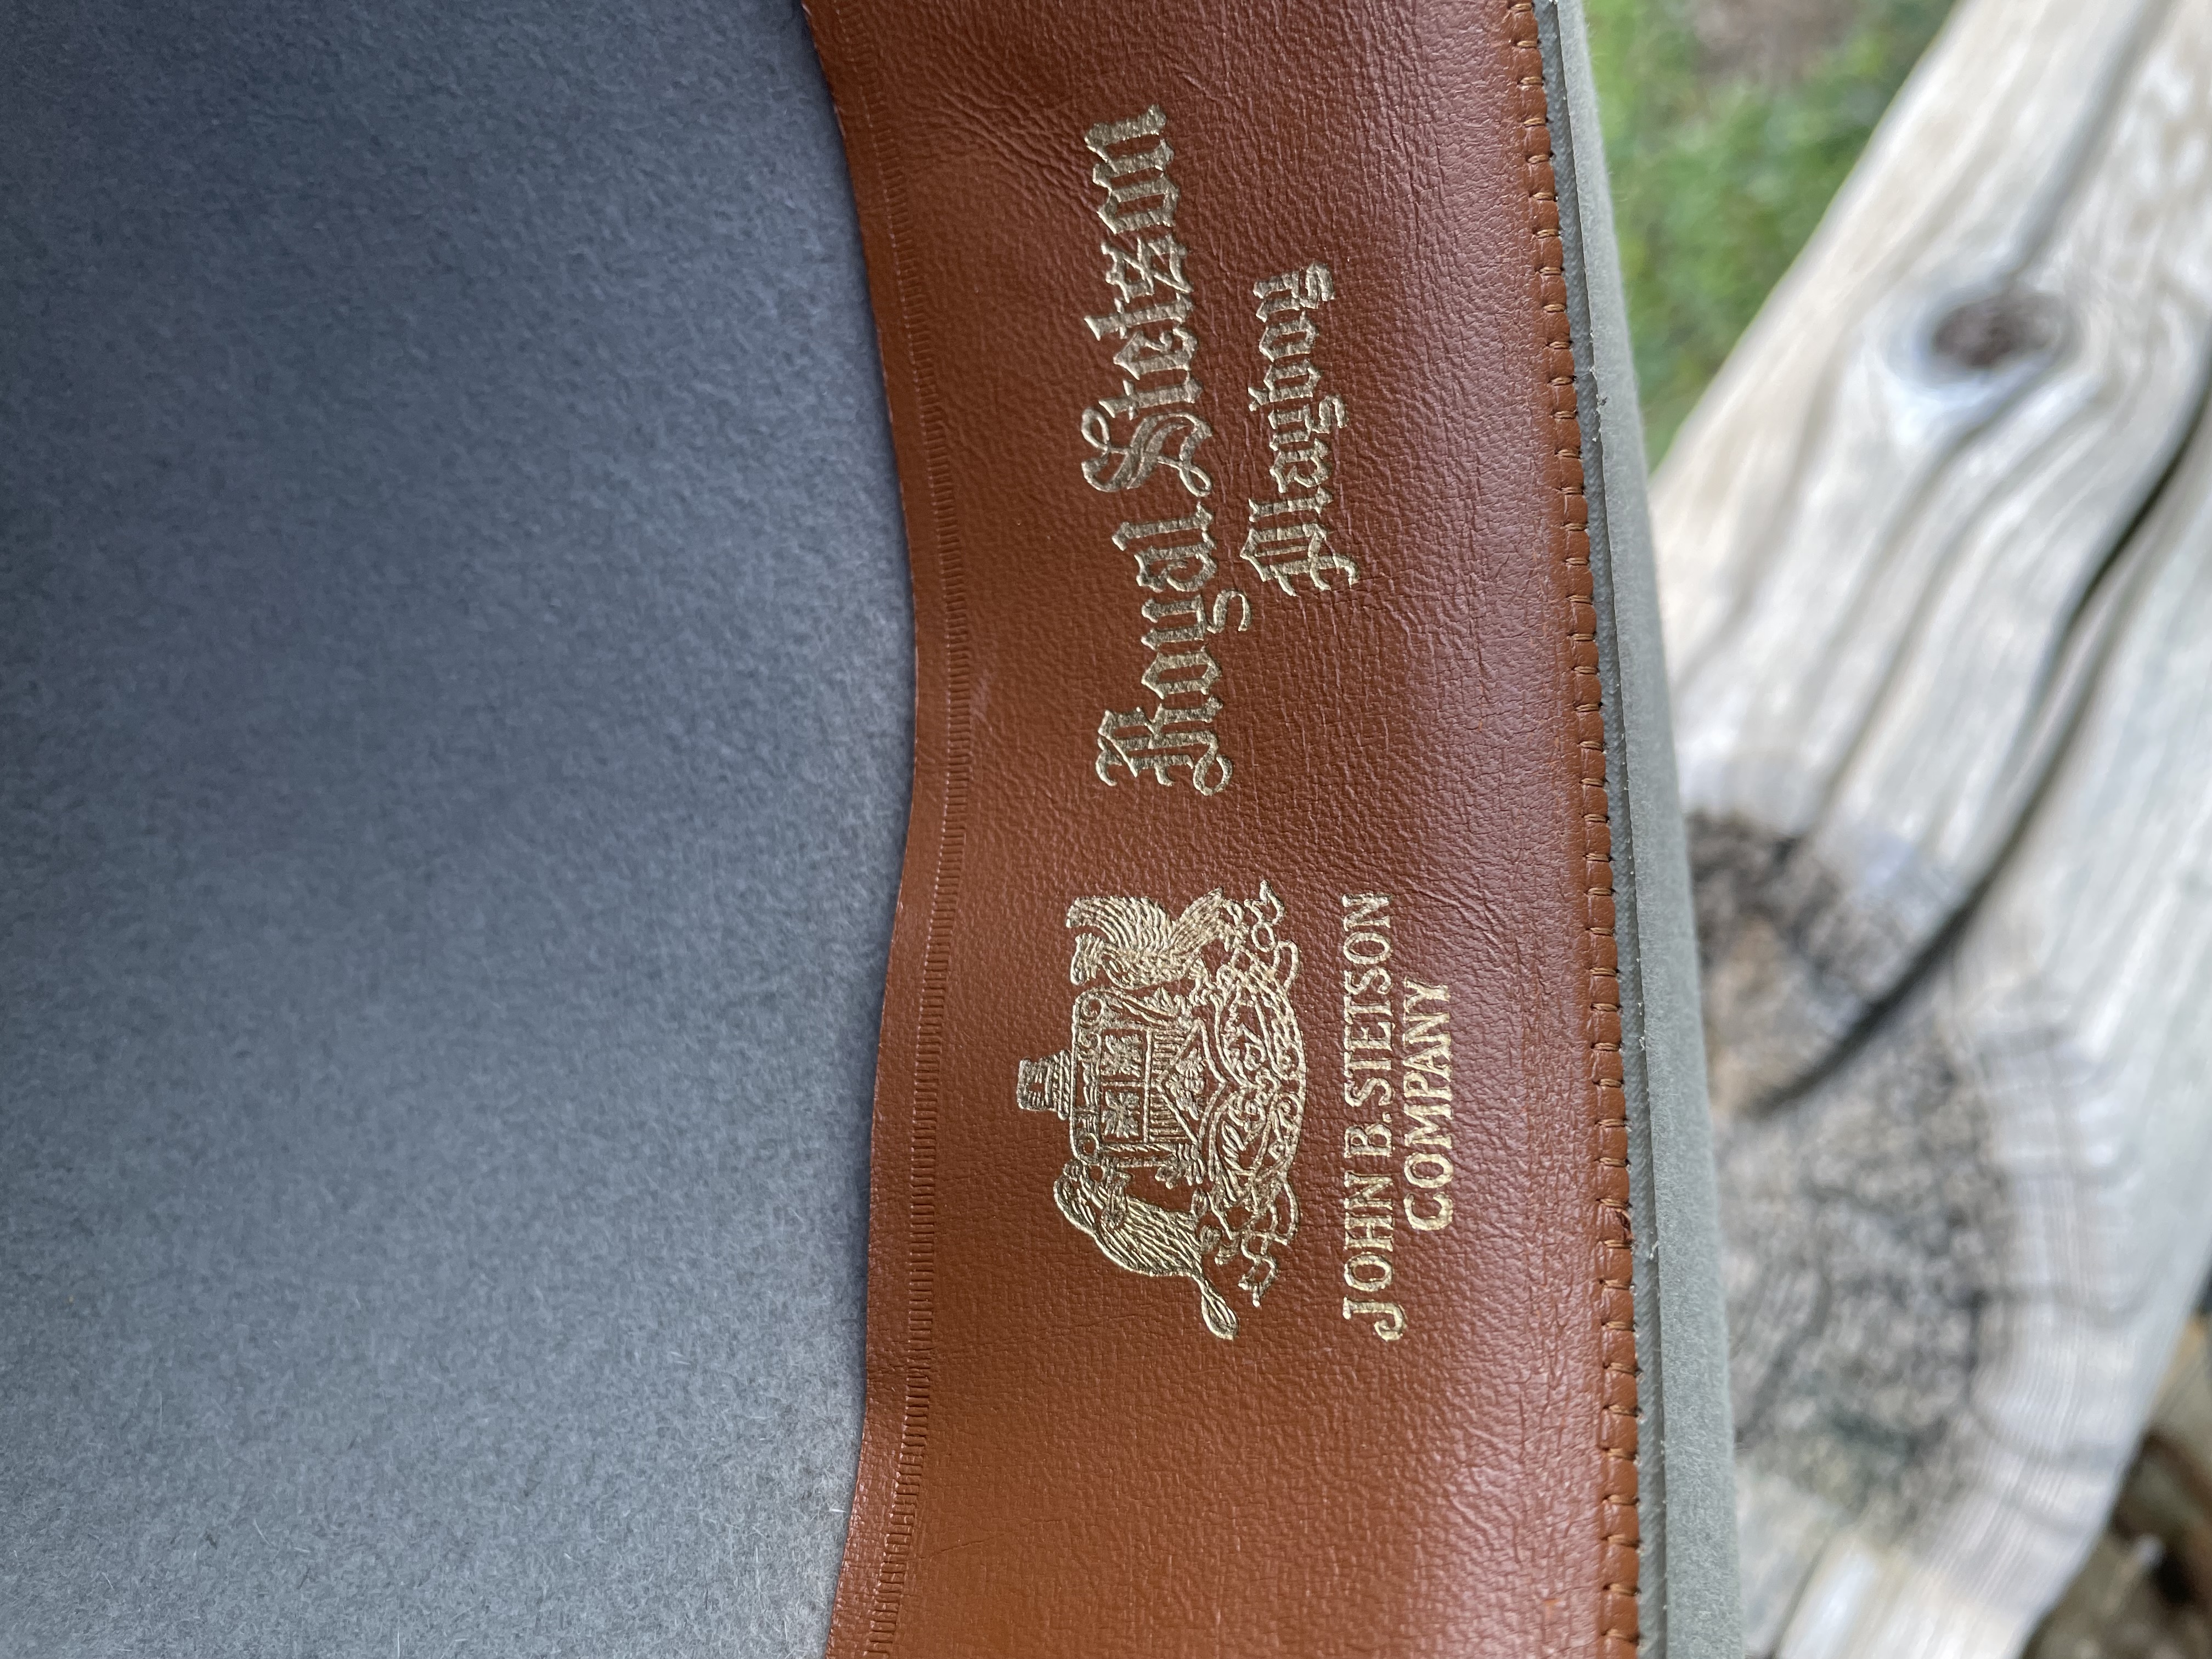 Royal Stetson
Playboy
JOHN B. STETSON
COMPANY